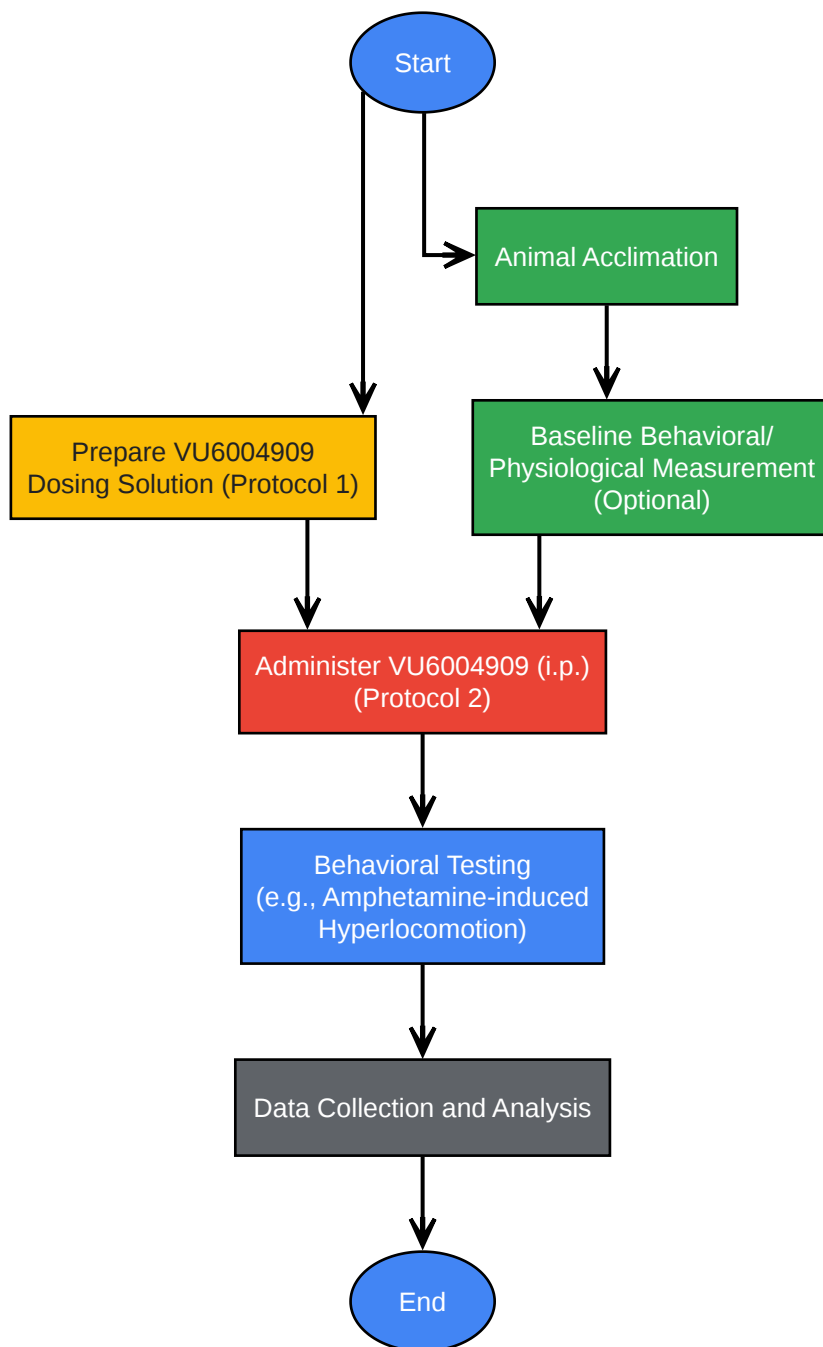 Start
Animal Acclimation
Prepare VU6004909
Dosing Solution (Protocol 1)
Baseline Behavioral/
Physiological Measurement
(Optional)
Administer VU6004909 (i.p.)
(Protocol 2)
Behavioral Testing
(e.g., Amphetamine-induced
Hyperlocomotion)
Data Collection and Analysis
End